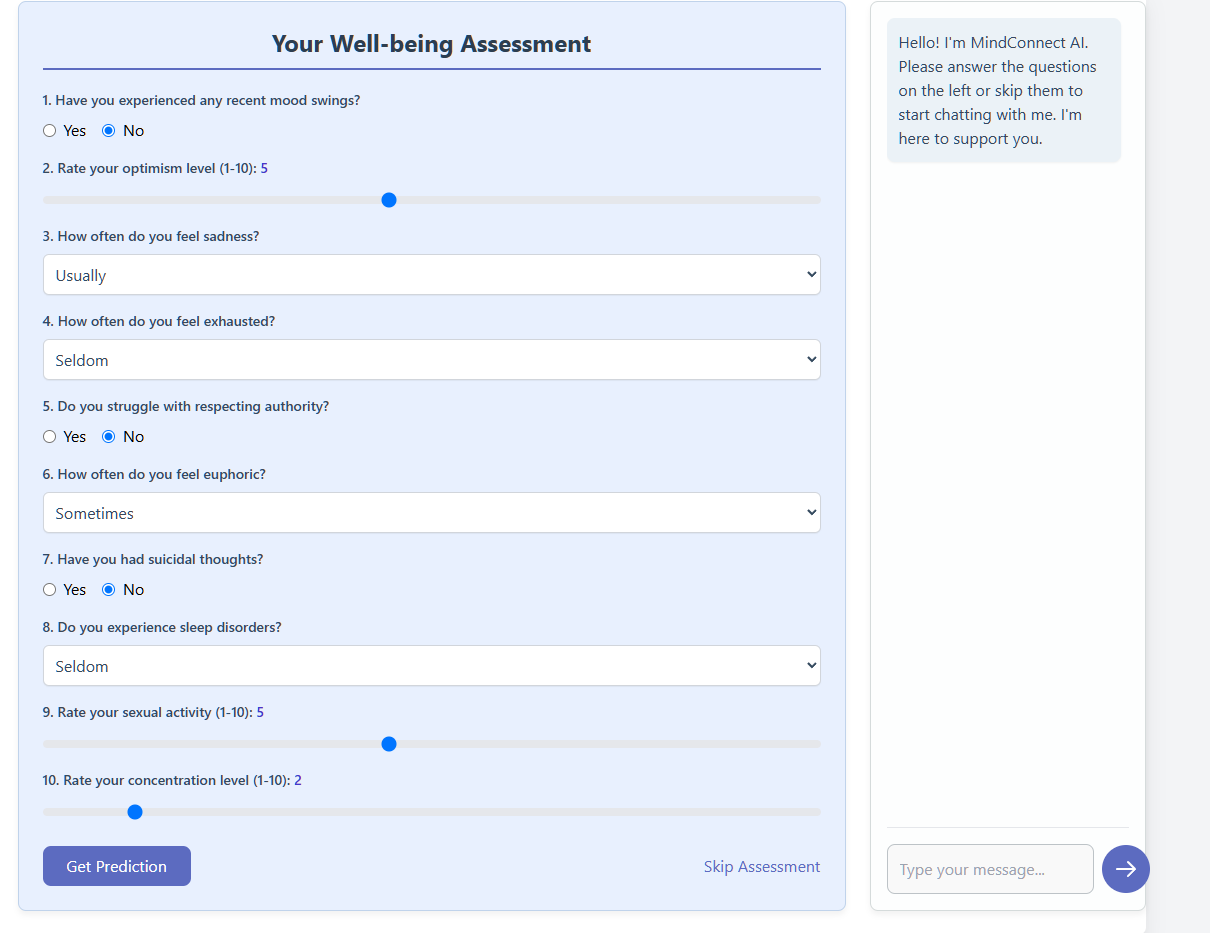 Your Well-being Assessment
1. Have you experienced any recent mood swings?
Yes No
2. Rate your optimism level (1-10): 5
3. How often do you feel sadness?
Usually
4. How often do you feel exhausted?
Seldom
5. Do you struggle with respecting authority?
Yes No
6. How often do you feel euphoric?
Sometimes
7. Have you had suicidal thoughts?
Yes No
8. Do you experience sleep disorders?
Seldom
9. Rate your sexual activity (1-10): 5
10. Rate your concentration level (1-10): 2
Get Prediction
Skip Assessment
Hello! I'm MindConnect AI.
Please answer the questions
on the left or skip them to
start chatting with me. I'm
here to support you.
Type your message...